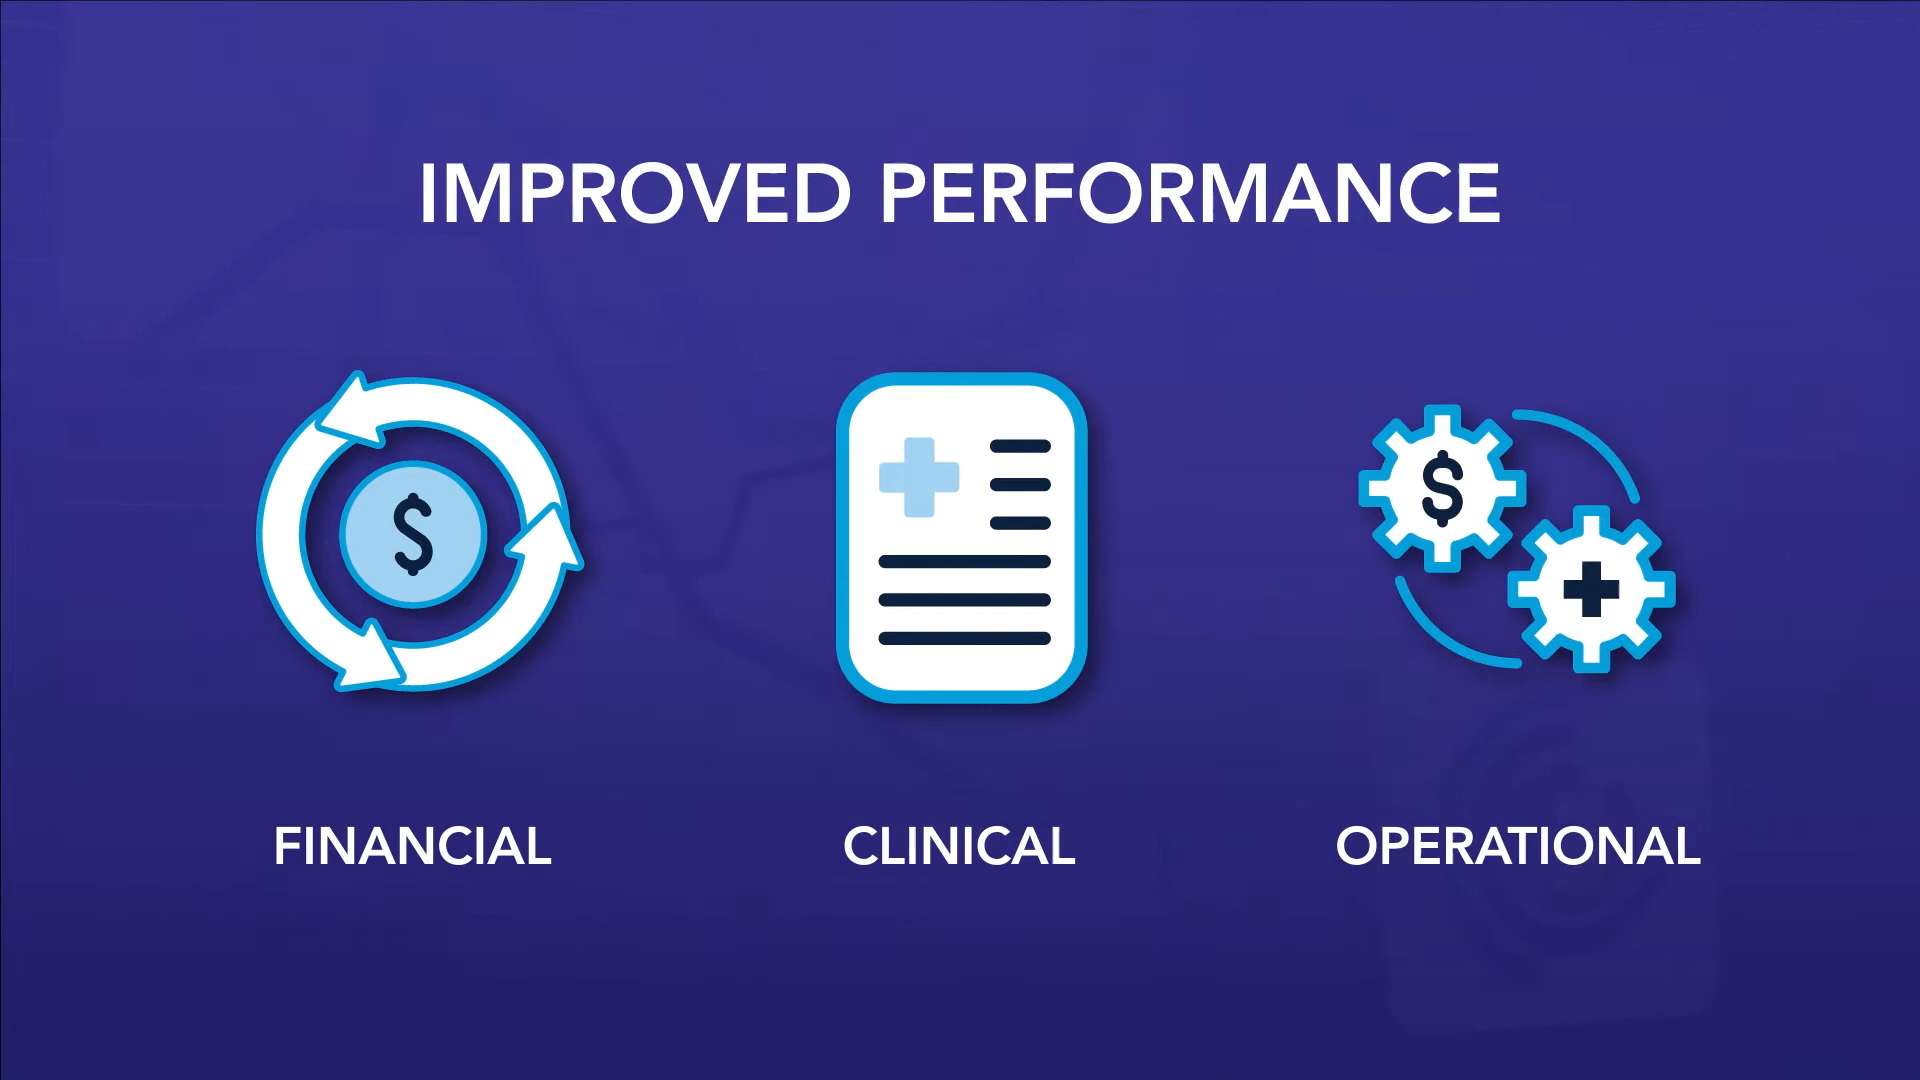 IMPROVED PERFORMANCE
$
$
FINANCIAL
CLINICAL
OPERATIONAL